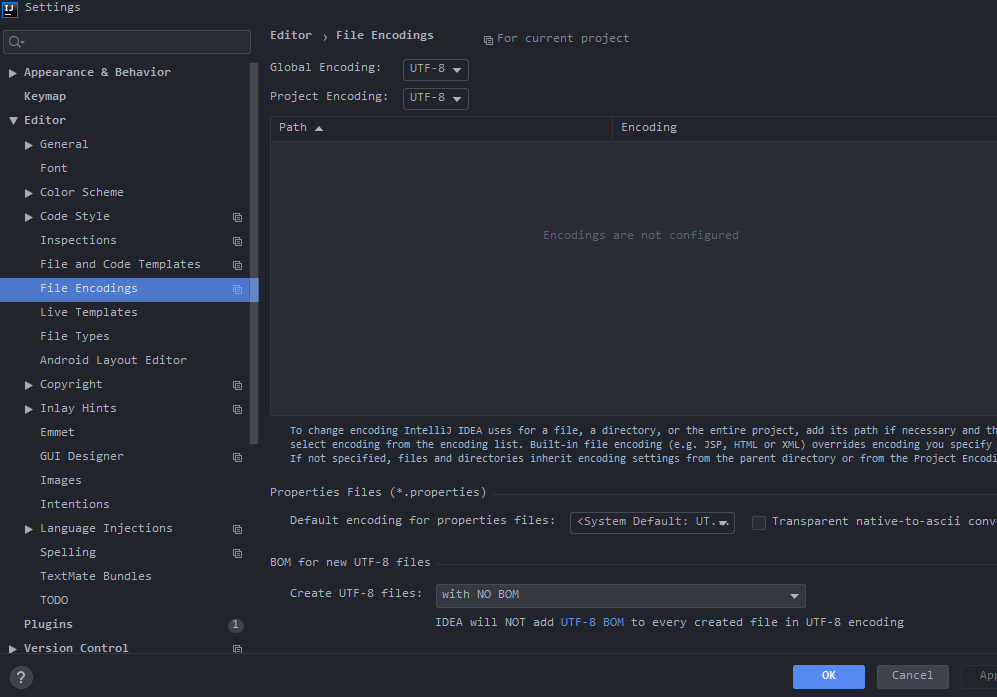 IJ Settings
Editor › File Encodings
For current project
Appearance & Behavior
Keymap
Editor
General
Font
Color Scheme
Code Style
Inspections
File and Code Templates
File Encodings
Live Templates
File Types
Android Layout Editor
Copyright
Inlay Hints
Emmet
GUI Designer
Images
Intentions
Language Injections
Spelling
TextMate Bundles
TODO
Plugins 1
Version Control
Global Encoding: UTF-8
Project Encoding: UTF-8
Path Encoding
Encodings are not configured
To change encoding IntelliJ IDEA uses for a file, a directory, or the entire project, add its path if necessary and th
select encoding from the encoding list. Built-in file encoding (e.g. JSP, HTML or XML) overrides encoding you specify
If not specified, files and directories inherit encoding settings from the parent directory or from the Project Encodi
Properties Files (*.properties)
Default encoding for properties files: <System Default: UT... Transparent native-to-ascii conv
BOM for new UTF-8 files
Create UTF-8 files: with NO BOM
IDEA will NOT add UTF-8 BOM to every created file in UTF-8 encoding
? OK Cancel App